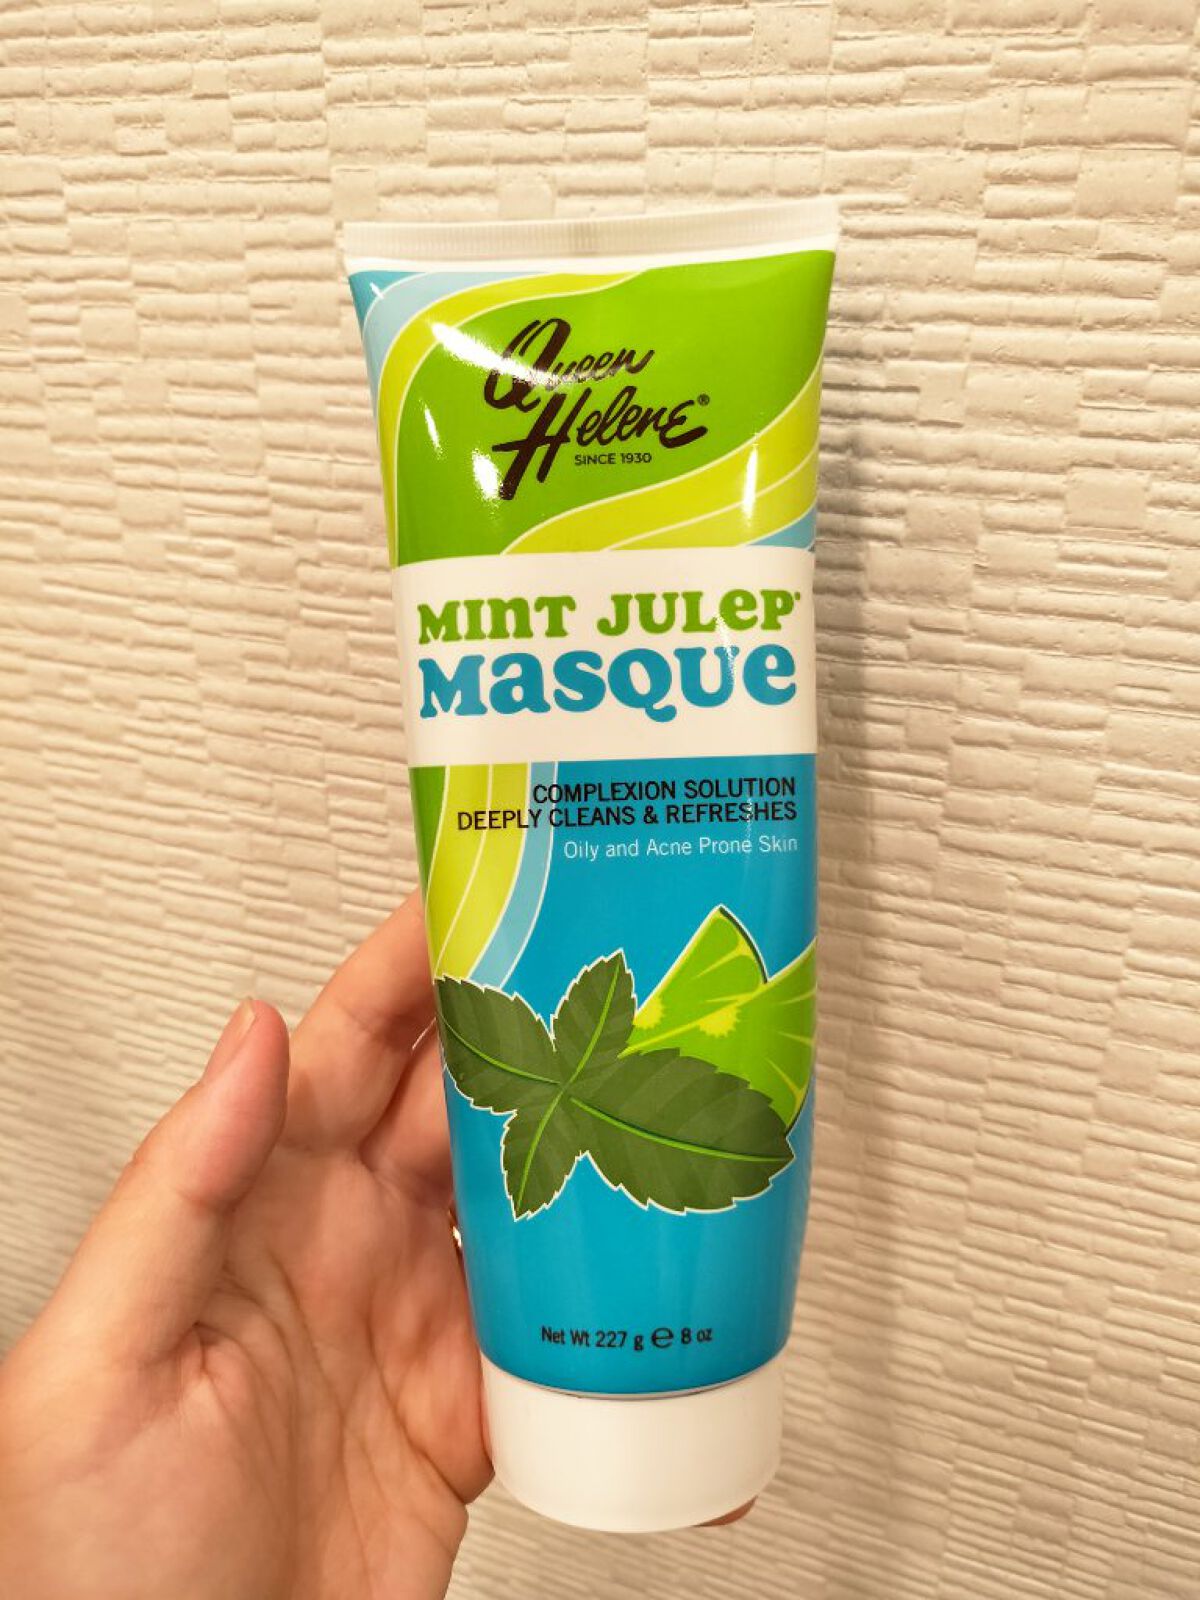 Queen
Helene®
SINCE 1930
MINT JULEP
MASQUE
COMPLEXION SOLUTION
DEEPLY CLEANS & REFRESHES
Oily and Acne Prone Skin
Net Wt 227 g ℮ 8 oz